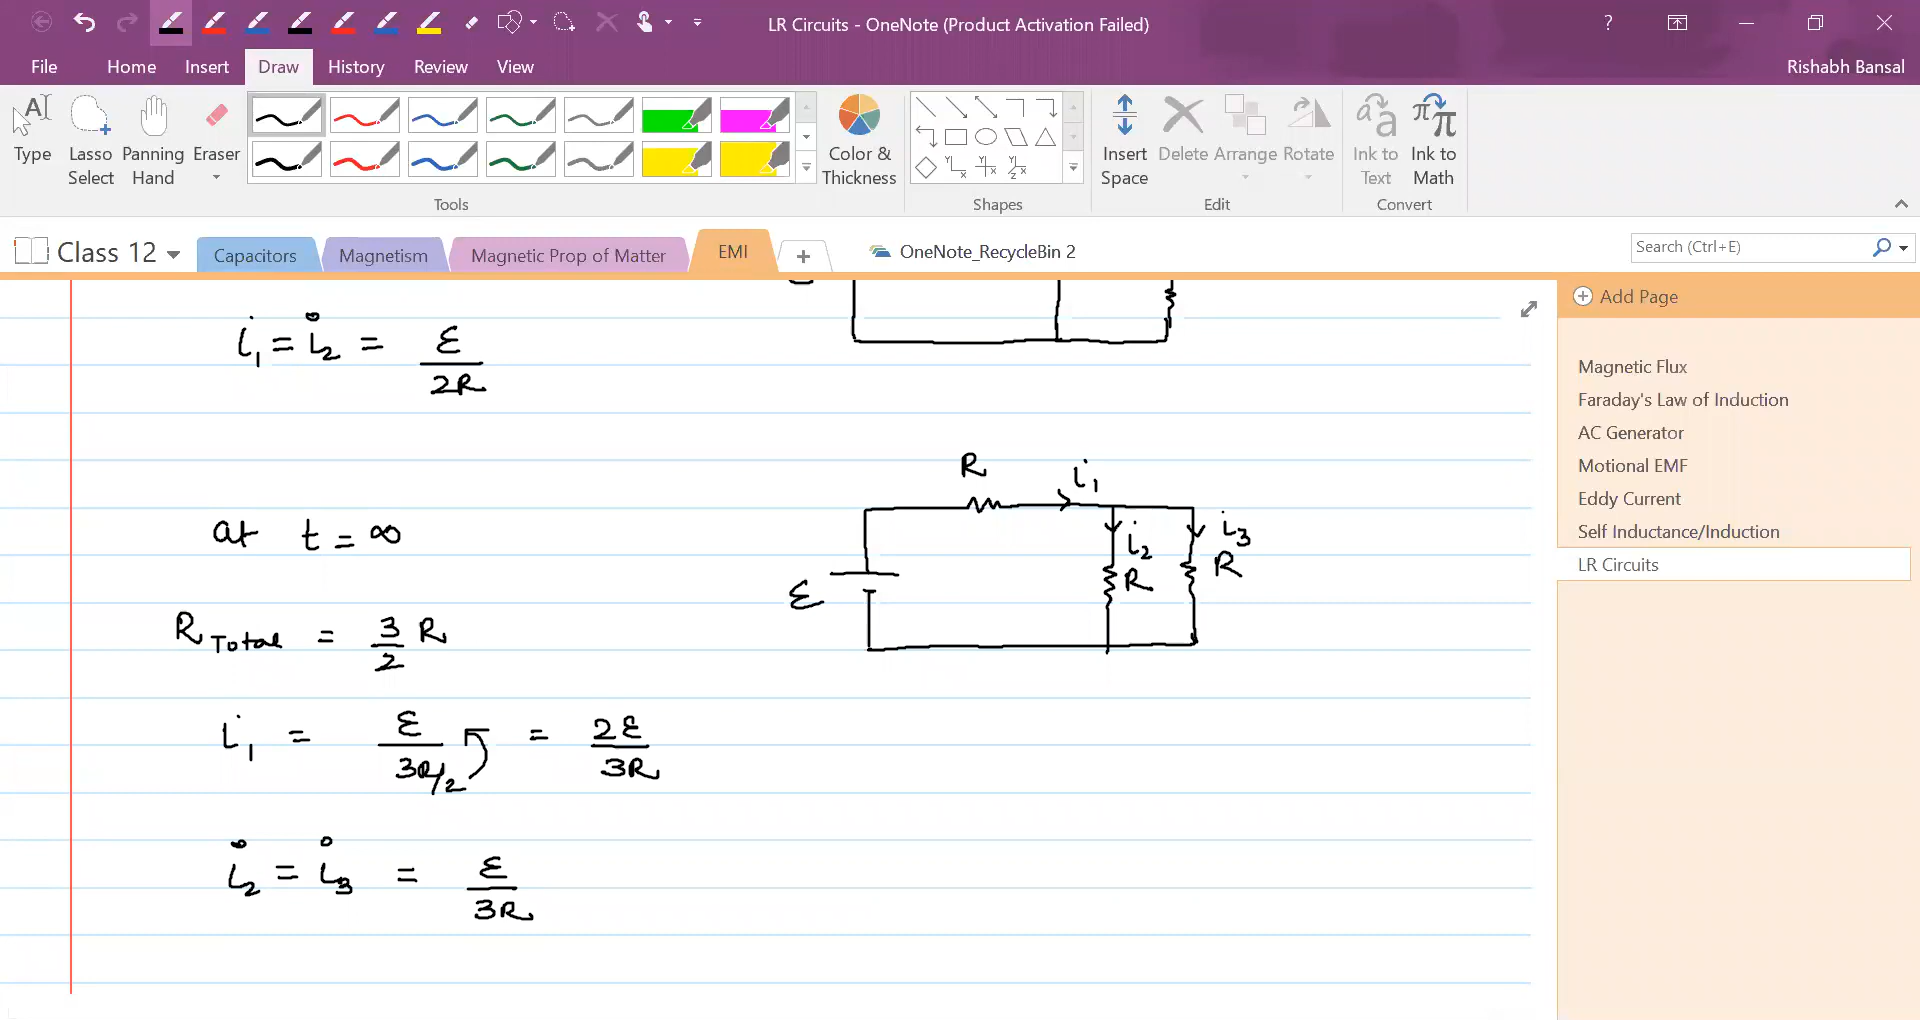 LR Circuits - OneNote (Product Activation Failed)
?
File Home Insert Draw History Review View
Rishabh Bansal
Type
Lasso Select
Panning Hand
Eraser
Color & Thickness
Insert Space
Delete
Arrange
Rotate
Ink to Text
Ink to Math
Tools
Shapes
Edit
Convert
Class 12
Capacitors
Magnetism
Magnetic Prop of Matter
EMI
OneNote_RecycleBin 2
Search (Ctrl+E)
Add Page
Magnetic Flux
Faraday's Law of Induction
AC Generator
Motional EMF
Eddy Current
Self Inductance/Induction
LR Circuits
i₁ = i₂ = ε/2R
at t = ∞
R Total = 3/2 R
i₁ = ε/(3R/2) = 2ε/3R
i₂ = i₃ = ε/3R
R i₁
i₂ i₃
R R
ε